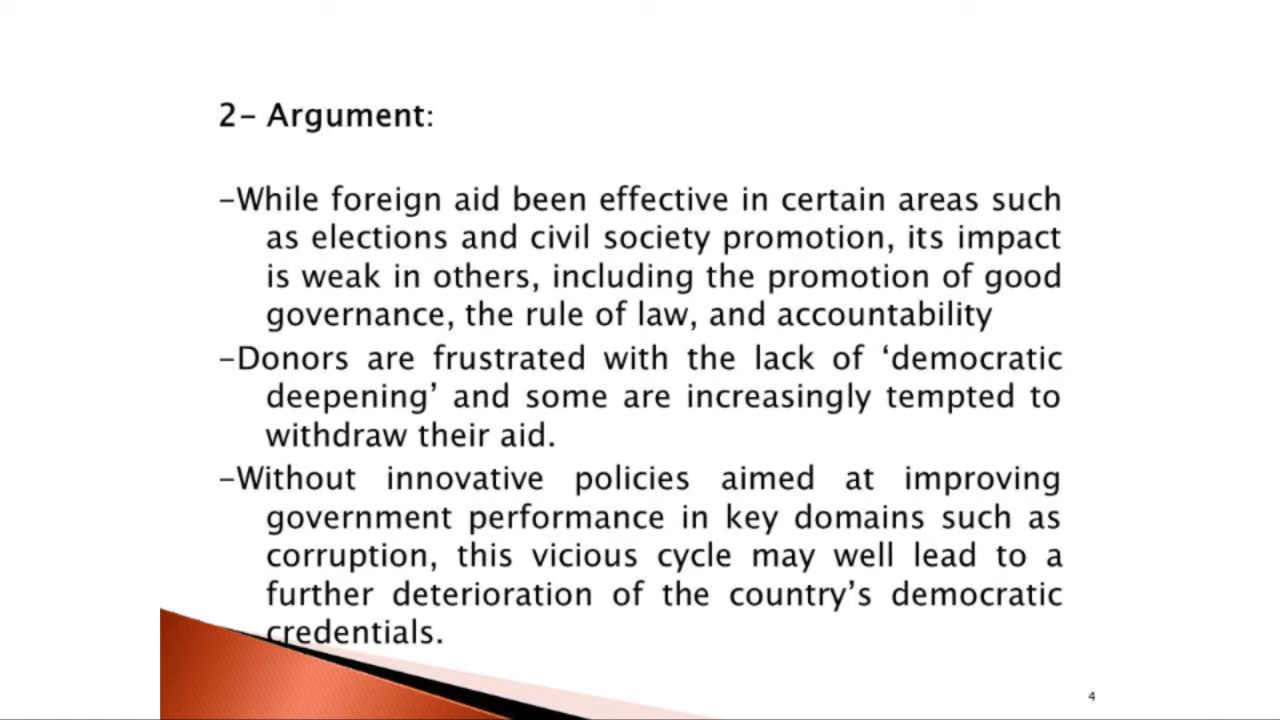 2- Argument:
-While foreign aid been effective in certain areas such
as elections and civil society promotion, its impact
is weak in others, including the promotion of good
governance, the rule of law, and accountability
-Donors are frustrated with the lack of ‘democratic
deepening’ and some are increasingly tempted to
withdraw their aid.
-Without innovative policies aimed at improving
government performance in key domains such as
corruption, this vicious cycle may well lead to a
further deterioration of the country’s democratic
credentials.
4